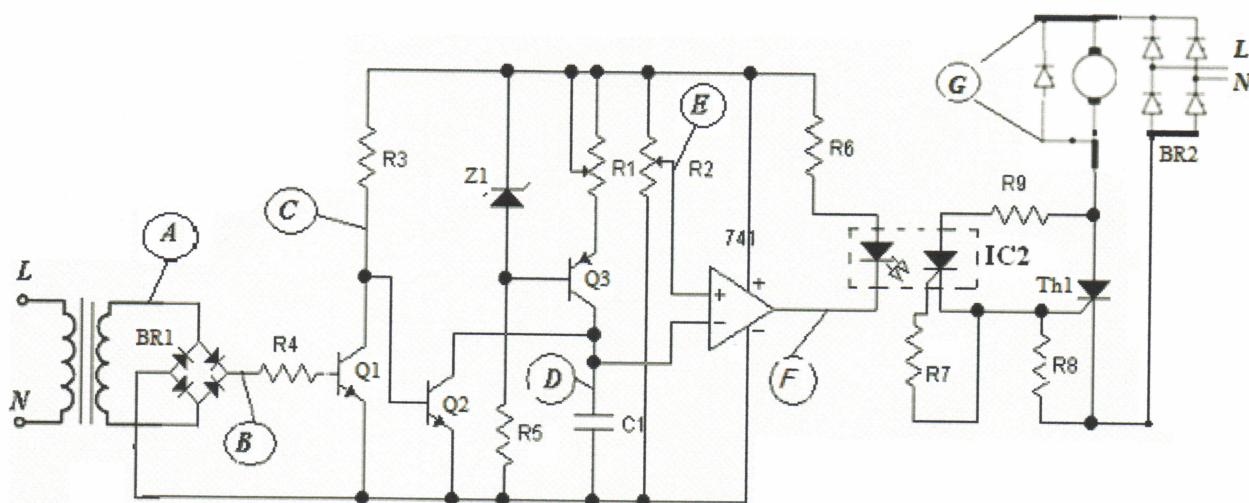 L
N
A
BR1
B
R4
C
R3
Q1
Q2
Z1
R5
Q3
R1
D
C1
E
R2
741
+
−
+
−
F
R6
IC2
R7
R9
R8
Th1
G
BR2
L
N